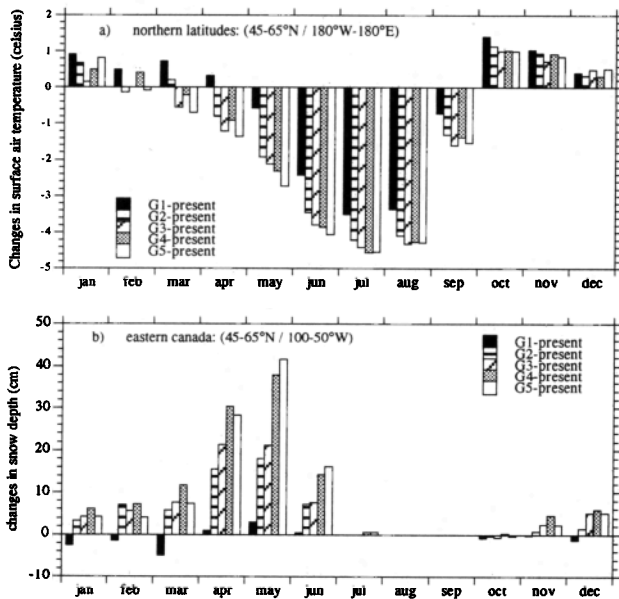 a) northern latitudes: (45-65°N / 180°W-180°E)
Changes in surface air temperature (celsius)
2
1
0
-1
-2
-3
-4
-5
G1-present
G2-present
G3-present
G4-present
G5-present
jan feb mar apr may jun jul aug sep oct nov dec
b) eastern canada: (45-65°N / 100-50°W)
changes in snow depth (cm)
50
40
30
20
10
0
-10
G1-present
G2-present
G3-present
G4-present
G5-present
jan feb mar apr may jun jul aug sep oct nov dec